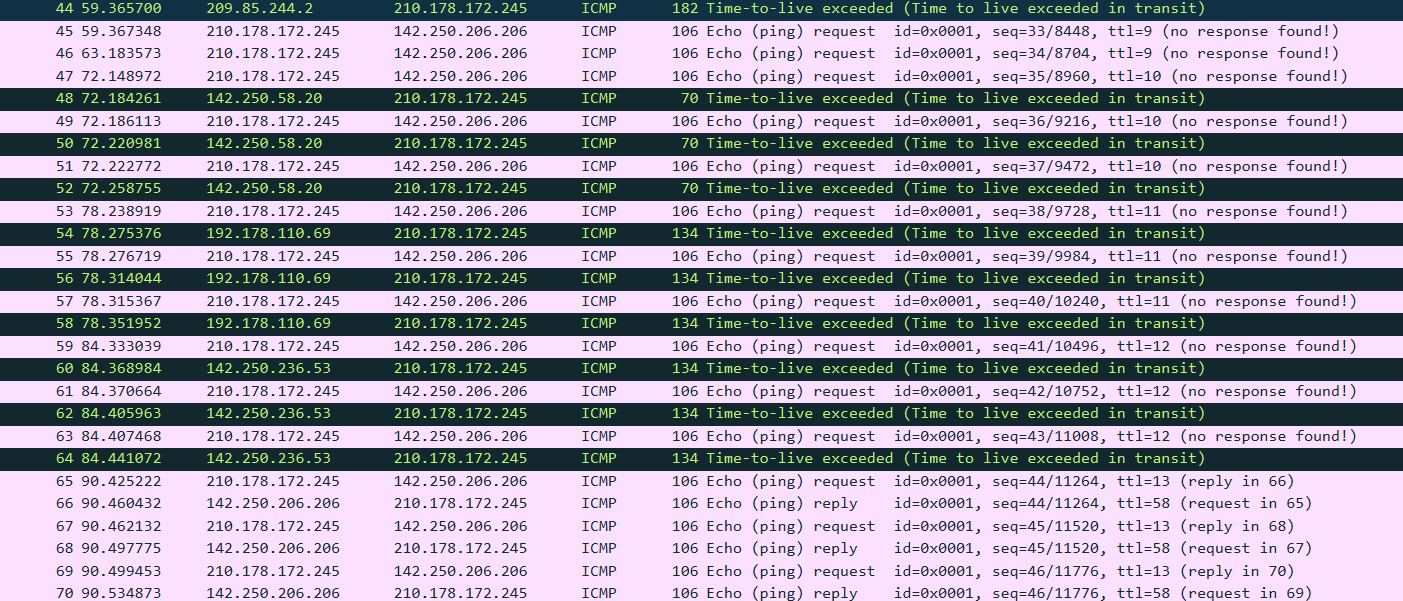 44 59.365700 209.85.244.2 210.178.172.245 ICMP 182 Time-to-live exceeded (Time to live exceeded in transit)
45 59.367348 210.178.172.245 142.250.206.206 ICMP 106 Echo (ping) request id=0x0001, seq=33/8448, ttl=9 (no response found!)
46 63.183573 210.178.172.245 142.250.206.206 ICMP 106 Echo (ping) request id=0x0001, seq=34/8704, ttl=9 (no response found!)
47 72.148972 210.178.172.245 142.250.206.206 ICMP 106 Echo (ping) request id=0x0001, seq=35/8960, ttl=10 (no response found!)
48 72.184261 142.250.58.20 210.178.172.245 ICMP 70 Time-to-live exceeded (Time to live exceeded in transit)
49 72.186113 210.178.172.245 142.250.206.206 ICMP 106 Echo (ping) request id=0x0001, seq=36/9216, ttl=10 (no response found!)
50 72.220981 142.250.58.20 210.178.172.245 ICMP 70 Time-to-live exceeded (Time to live exceeded in transit)
51 72.222772 210.178.172.245 142.250.206.206 ICMP 106 Echo (ping) request id=0x0001, seq=37/9472, ttl=10 (no response found!)
52 72.258755 142.250.58.20 210.178.172.245 ICMP 70 Time-to-live exceeded (Time to live exceeded in transit)
53 78.238919 210.178.172.245 142.250.206.206 ICMP 106 Echo (ping) request id=0x0001, seq=38/9728, ttl=11 (no response found!)
54 78.275376 192.178.110.69 210.178.172.245 ICMP 134 Time-to-live exceeded (Time to live exceeded in transit)
55 78.276719 210.178.172.245 142.250.206.206 ICMP 106 Echo (ping) request id=0x0001, seq=39/9984, ttl=11 (no response found!)
56 78.314044 192.178.110.69 210.178.172.245 ICMP 134 Time-to-live exceeded (Time to live exceeded in transit)
57 78.315367 210.178.172.245 142.250.206.206 ICMP 106 Echo (ping) request id=0x0001, seq=40/10240, ttl=11 (no response found!)
58 78.351952 192.178.110.69 210.178.172.245 ICMP 134 Time-to-live exceeded (Time to live exceeded in transit)
59 84.333039 210.178.172.245 142.250.206.206 ICMP 106 Echo (ping) request id=0x0001, seq=41/10496, ttl=12 (no response found!)
60 84.368984 142.250.236.53 210.178.172.245 ICMP 134 Time-to-live exceeded (Time to live exceeded in transit)
61 84.370664 210.178.172.245 142.250.206.206 ICMP 106 Echo (ping) request id=0x0001, seq=42/10752, ttl=12 (no response found!)
62 84.405963 142.250.236.53 210.178.172.245 ICMP 134 Time-to-live exceeded (Time to live exceeded in transit)
63 84.407468 210.178.172.245 142.250.206.206 ICMP 106 Echo (ping) request id=0x0001, seq=43/11008, ttl=12 (no response found!)
64 84.441072 142.250.236.53 210.178.172.245 ICMP 134 Time-to-live exceeded (Time to live exceeded in transit)
65 90.425222 210.178.172.245 142.250.206.206 ICMP 106 Echo (ping) request id=0x0001, seq=44/11264, ttl=13 (reply in 66)
66 90.460432 142.250.206.206 210.178.172.245 ICMP 106 Echo (ping) reply id=0x0001, seq=44/11264, ttl=58 (request in 65)
67 90.462132 210.178.172.245 142.250.206.206 ICMP 106 Echo (ping) request id=0x0001, seq=45/11520, ttl=13 (reply in 68)
68 90.497775 142.250.206.206 210.178.172.245 ICMP 106 Echo (ping) reply id=0x0001, seq=45/11520, ttl=58 (request in 67)
69 90.499453 210.178.172.245 142.250.206.206 ICMP 106 Echo (ping) request id=0x0001, seq=46/11776, ttl=13 (reply in 70)
70 90.534873 142.250.206.206 210.178.172.245 ICMP 106 Echo (ping) reply id=0x0001, seq=46/11776, ttl=58 (request in 69)